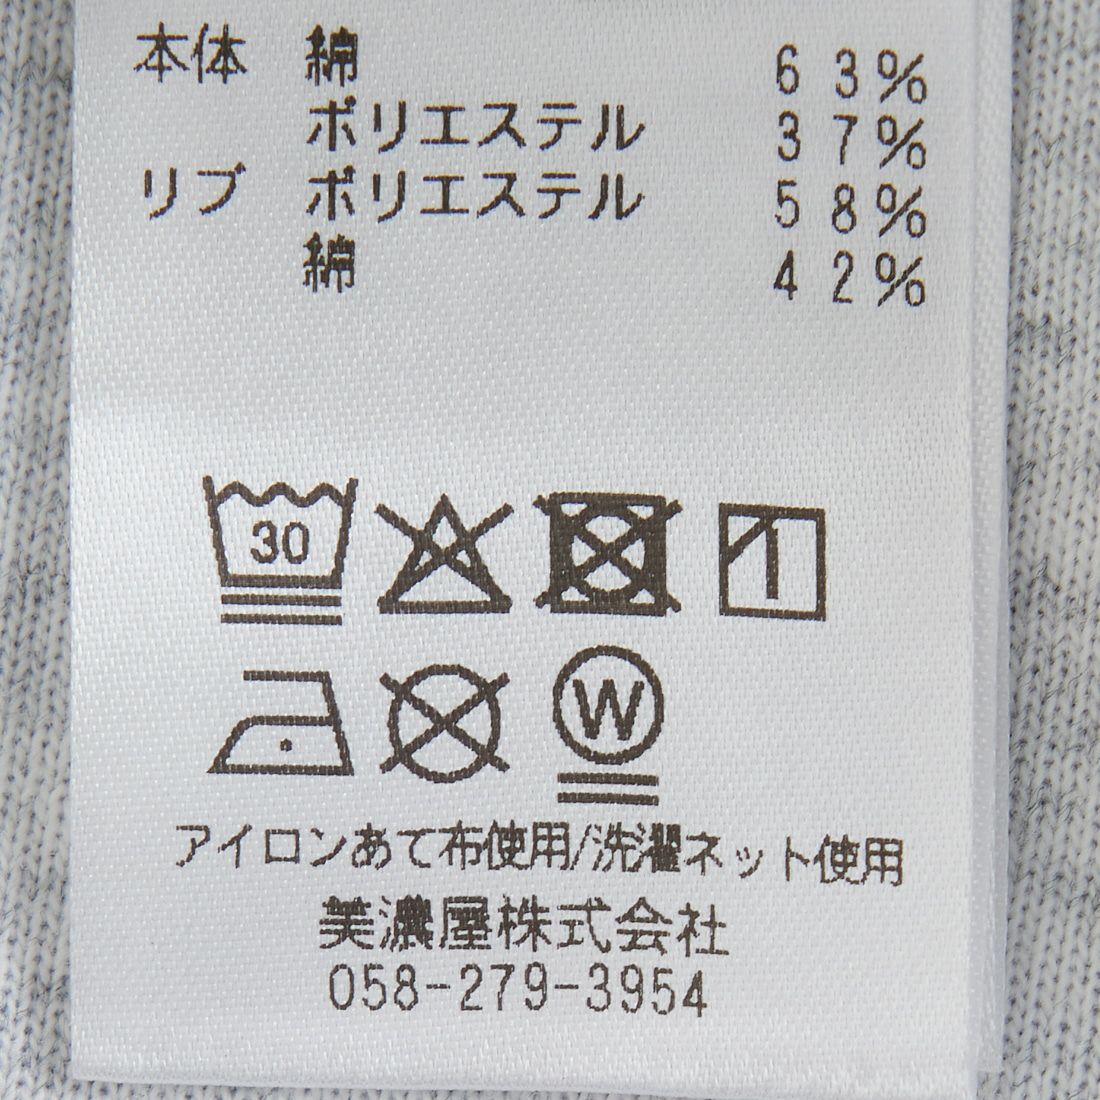 本体 綿 63%
ポリエステル 37%
リブ ポリエステル 58%
綿 42%
30
W
アイロンあて布使用/洗濯ネット使用
美濃屋株式会社
058-279-3954